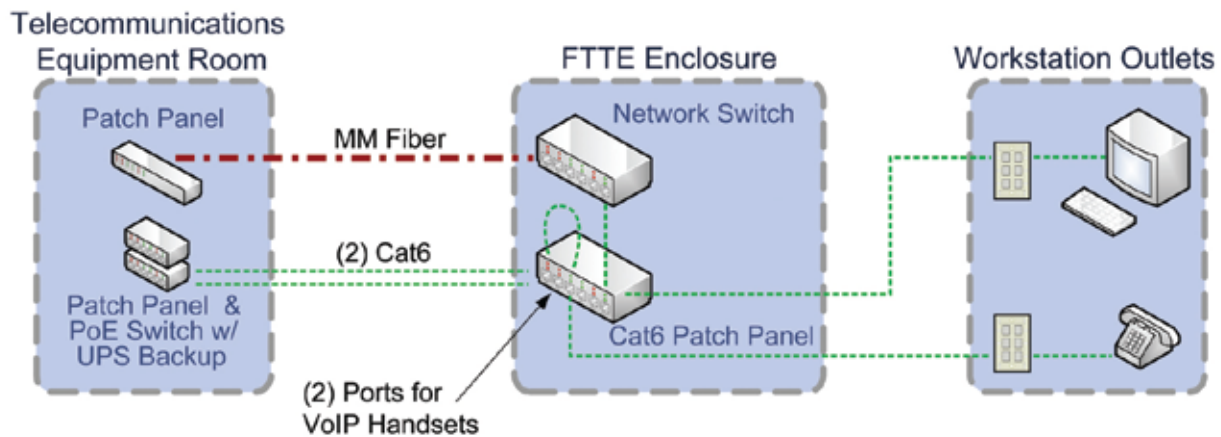 Telecommunications
Equipment Room
FTTE Enclosure
Workstation Outlets
Patch Panel
MM Fiber
Network Switch
(2) Cat6
Patch Panel &
PoE Switch w/
UPS Backup
Cat6 Patch Panel
(2) Ports for
VoIP Handsets